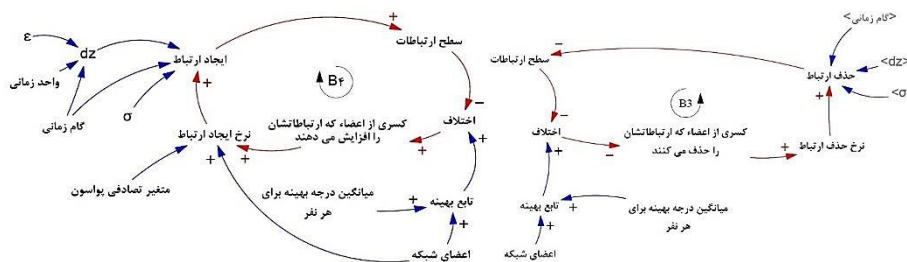 ε
dz
واحد زمانی
گام زمانی
σ
ایجاد ارتباط
+
نرخ ایجاد ارتباط
+
+
متغیر تصادفی پواسون
B۴
+
سطح ارتباطات
-
اختلاف
+
کسری از اعضاء که ارتباطاتشان
را افزایش می دهند
+
میانگین درجه بهینه برای
هر نفر
+
تابع بهینه
+
اعضای شبکه
-
سطح ارتباطات
-
اختلاف
+
-
کسری از اعضاء که ارتباطاتشان
را حذف می کنند
B3
+
نرخ حذف ارتباط
+
حذف ارتباط
<گام زمانی>
<dz>
<σ
میانگین درجه بهینه برای
هر نفر
+
تابع بهینه
+
اعضای شبکه